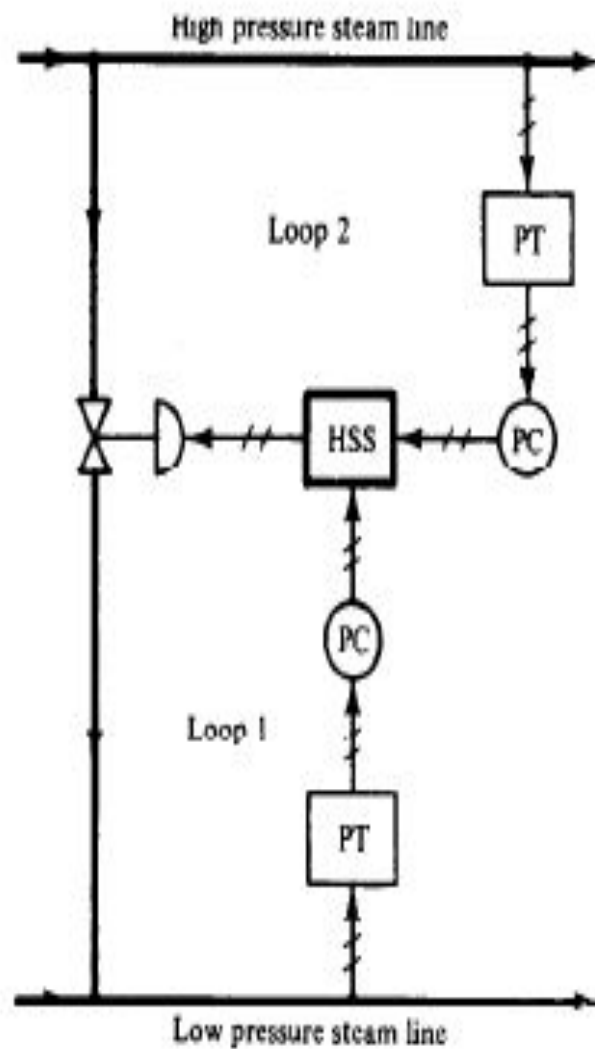 High pressure steam line
Loop 2
PT
HSS
PC
PC
Loop 1
PT
Low pressure steam line